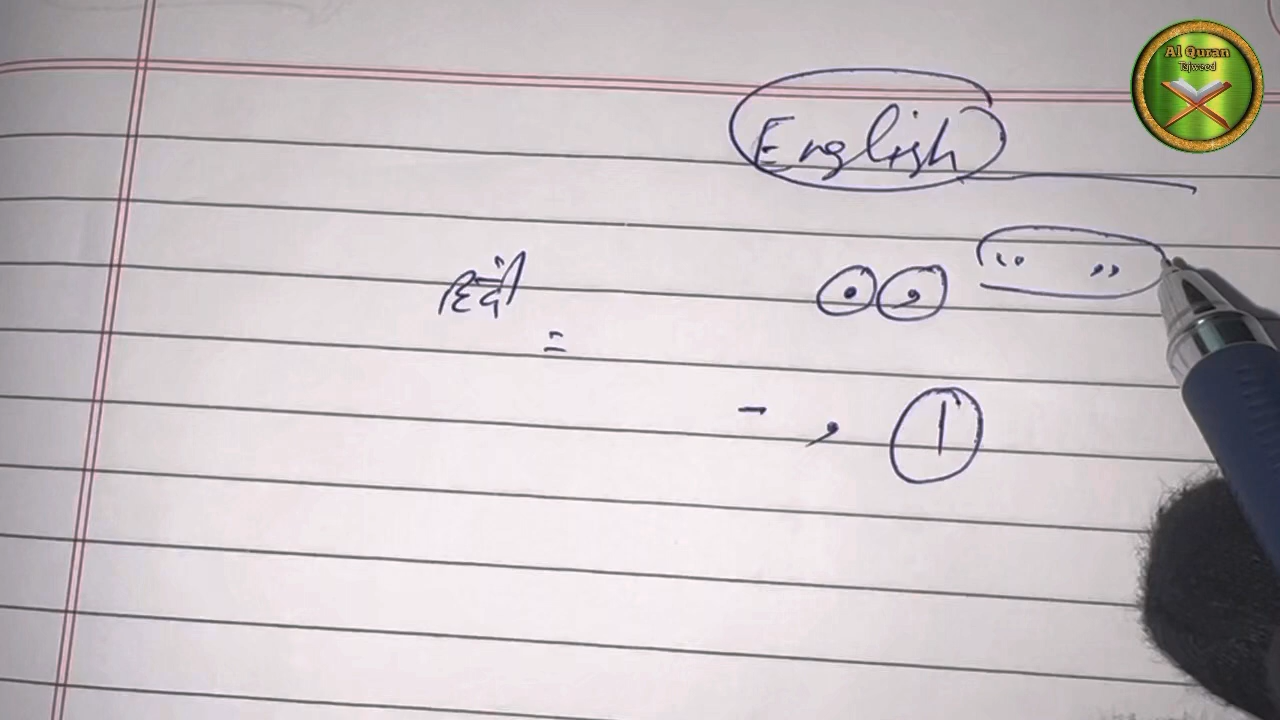 Al Quran
Tajweed
English
हिंदी . , “ ”
=
- , |